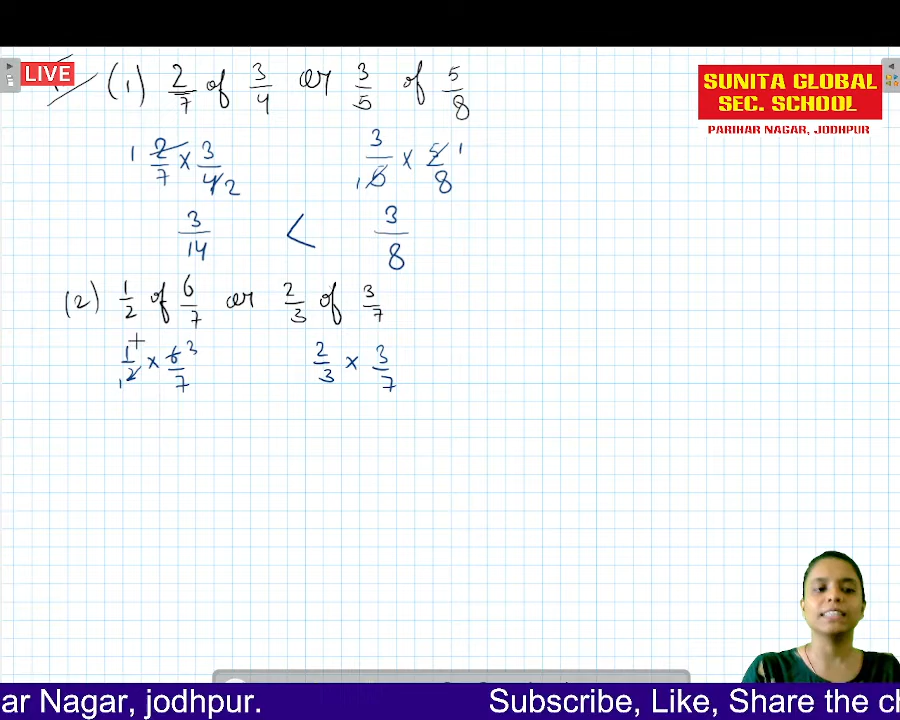 LIVE
(1) 2/7 of 3/4 or 3/5 of 5/8
SUNITA GLOBAL
SEC. SCHOOL
PARIHAR NAGAR, JODHPUR
1 2/7 × 3/4 2 3/5 1 × 5/8 1
3/14 < 3/8
(2) 1/2 of 6/7 or 2/3 of 3/7
1/2 1 × 6/7 3 2/3 × 3/7
ar Nagar, jodhpur. Subscribe, Like, Share the ch